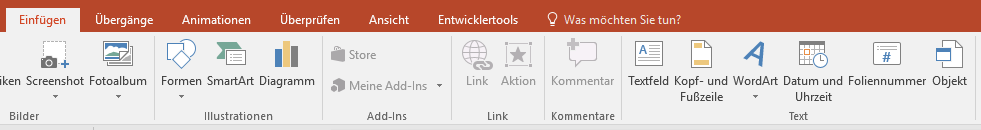 Einfügen Übergänge Animationen Überprüfen Ansicht Entwicklertools Was möchten Sie tun?
Store
iken Screenshot Fotoalbum Formen SmartArt Diagramm Meine Add-Ins Link Aktion Kommentar Textfeld Kopf- und WordArt Datum und Foliennummer Objekt
Fußzeile Uhrzeit
Bilder Illustrationen Add-Ins Link Kommentare Text